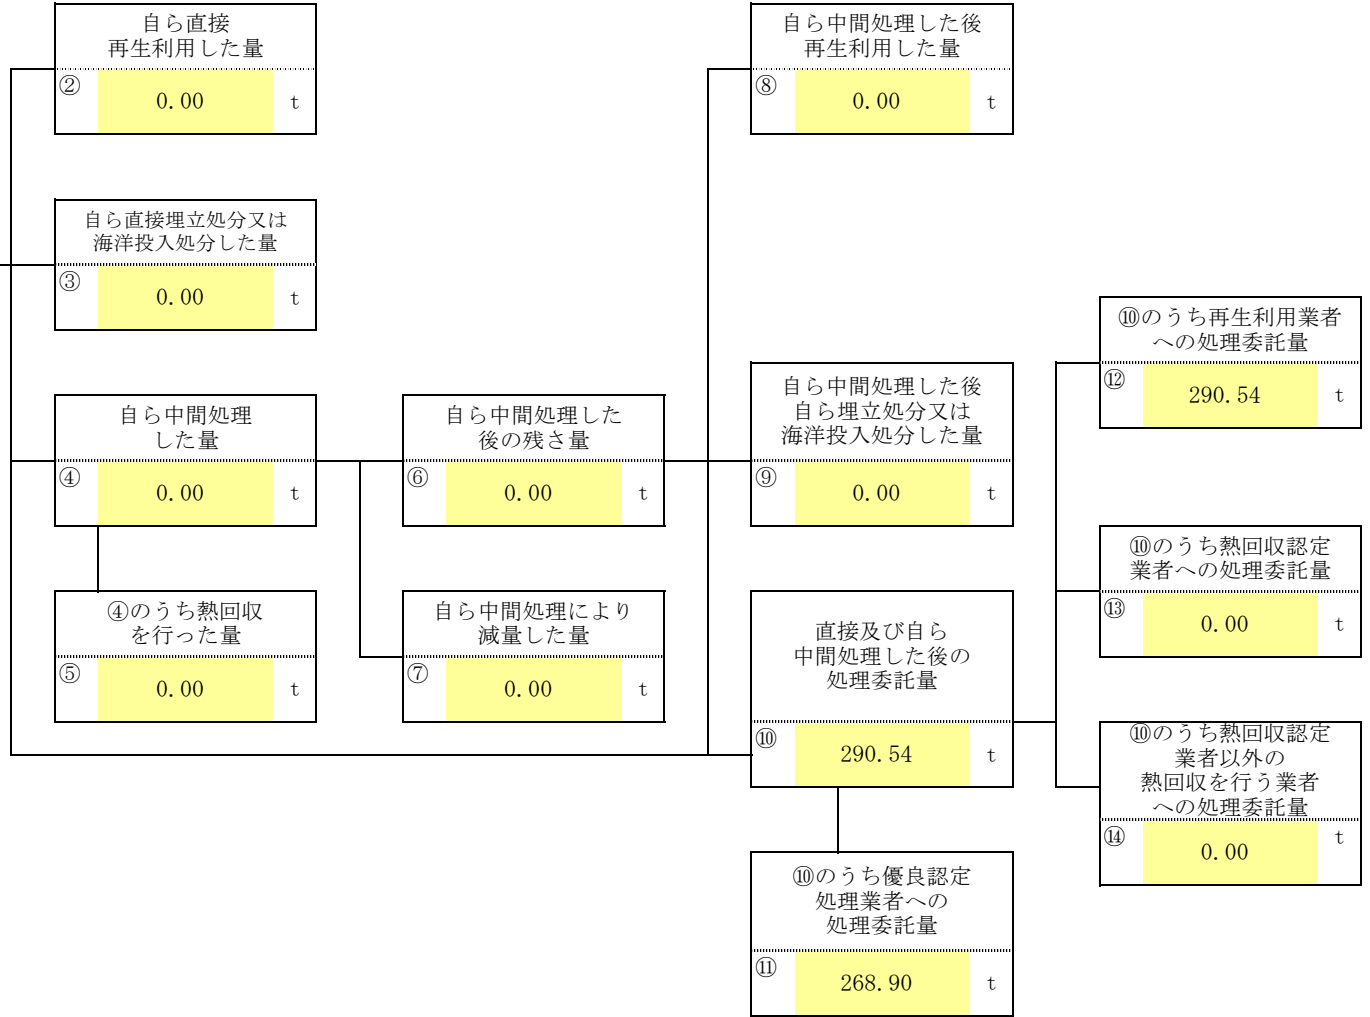 自ら直接
再生利用した量
②
0.00
t
自ら中間処理した後
再生利用した量
⑧
0.00
t
自ら直接埋立処分又は
海洋投入処分した量
③
0.00
t
⑩のうち再生利用業者
への処理委託量
⑫
290.54
t
自ら中間処理
した量
④
0.00
t
自ら中間処理した
後の残さ量
⑥
0.00
t
自ら中間処理した後
自ら埋立処分又は
海洋投入処分した量
⑨
0.00
t
⑩のうち熱回収認定
業者への処理委託量
⑬
0.00
t
④のうち熱回収
を行った量
⑤
0.00
t
自ら中間処理により
減量した量
⑦
0.00
t
直接及び自ら
中間処理した後の
処理委託量
⑩
290.54
t
⑩のうち熱回収認定
業者以外の
熱回収を行う業者
への処理委託量
⑭
0.00
t
⑩のうち優良認定
処理業者への
処理委託量
⑪
268.90
t